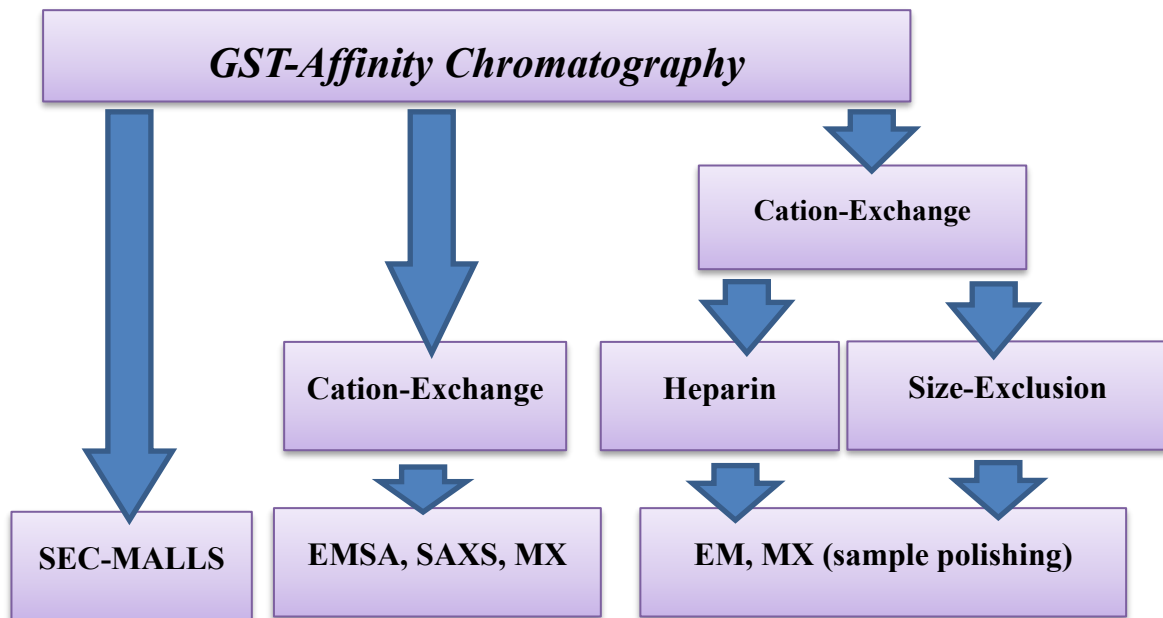 GST-Affinity Chromatography
Cation-Exchange
Cation-Exchange
Heparin
Size-Exclusion
SEC-MALLS
EMSA, SAXS, MX
EM, MX (sample polishing)